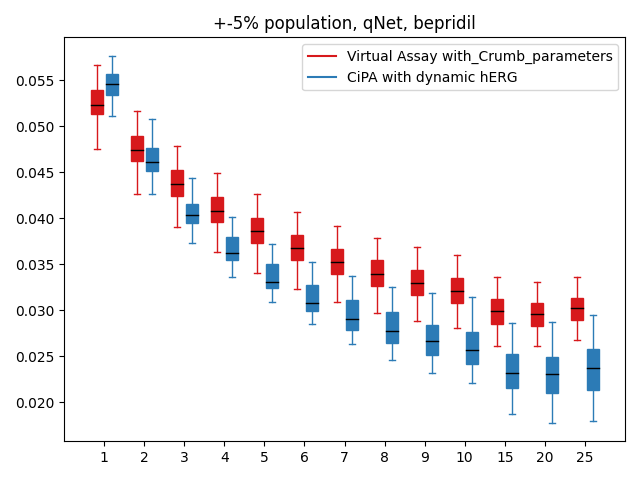 +-5% population, qNet, bepridil
Virtual Assay with_Crumb_parameters
CiPA with dynamic hERG
0.055
0.050
0.045
0.040
0.035
0.030
0.025
0.020
1 2 3 4 5 6 7 8 9 10 15 20 25